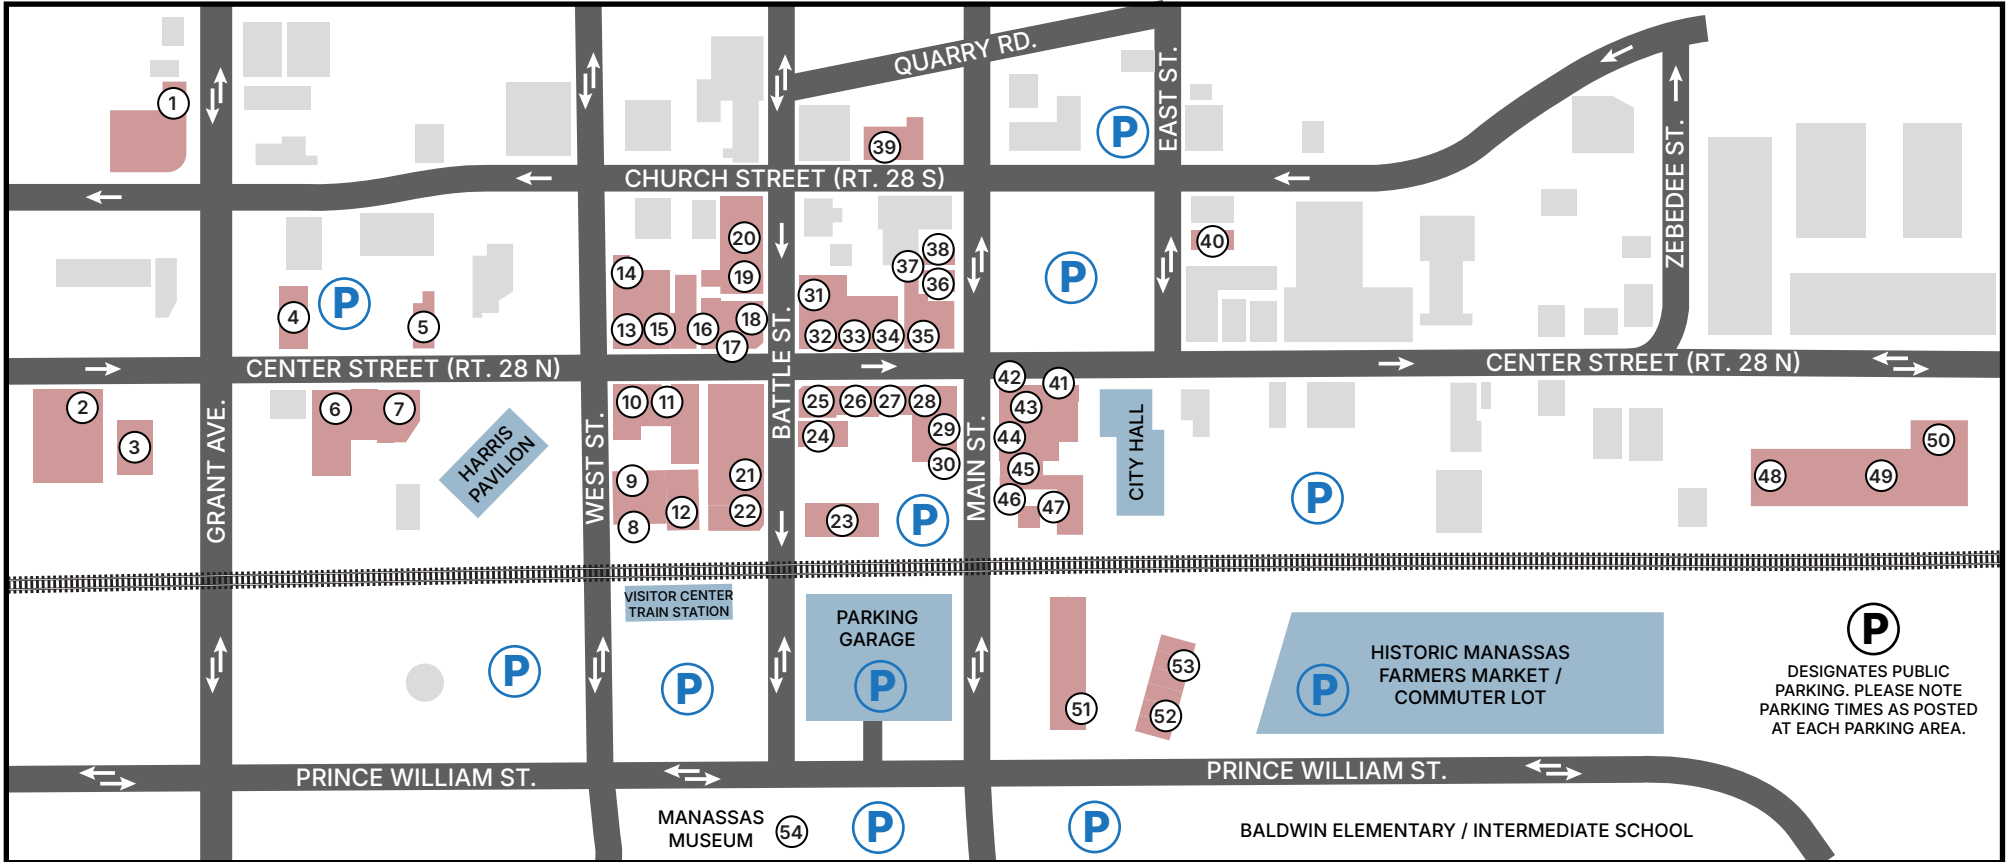 QUARRY RD.
EAST ST.
1
P
39
CHURCH STREET (RT. 28 S)
ZEBEDEE ST.
20
38
40
14
37
19
P
36
31
P
4
5
13
15
16
18
17
32
33
34
35
BATTLE ST.
CENTER STREET (RT. 28 N)
CENTER STREET (RT. 28 N)
42
41
2
6
7
10
11
25
26
27
28
43
3
GRANT AVE.
HARRIS
PAVILION
WEST ST.
24
29
MAIN ST.
44
CITY HALL
50
30
9
21
45
48
49
8
12
22
23
P
46
47
P
VISITOR CENTER
TRAIN STATION
PARKING
GARAGE
P
P
P
P
51
53
52
HISTORIC MANASSAS
FARMERS MARKET /
COMMUTER LOT
P
P
DESIGNATES PUBLIC
PARKING. PLEASE NOTE
PARKING TIMES AS POSTED
AT EACH PARKING AREA.
PRINCE WILLIAM ST.
PRINCE WILLIAM ST.
MANASSAS
MUSEUM
54
P
P
BALDWIN ELEMENTARY / INTERMEDIATE SCHOOL